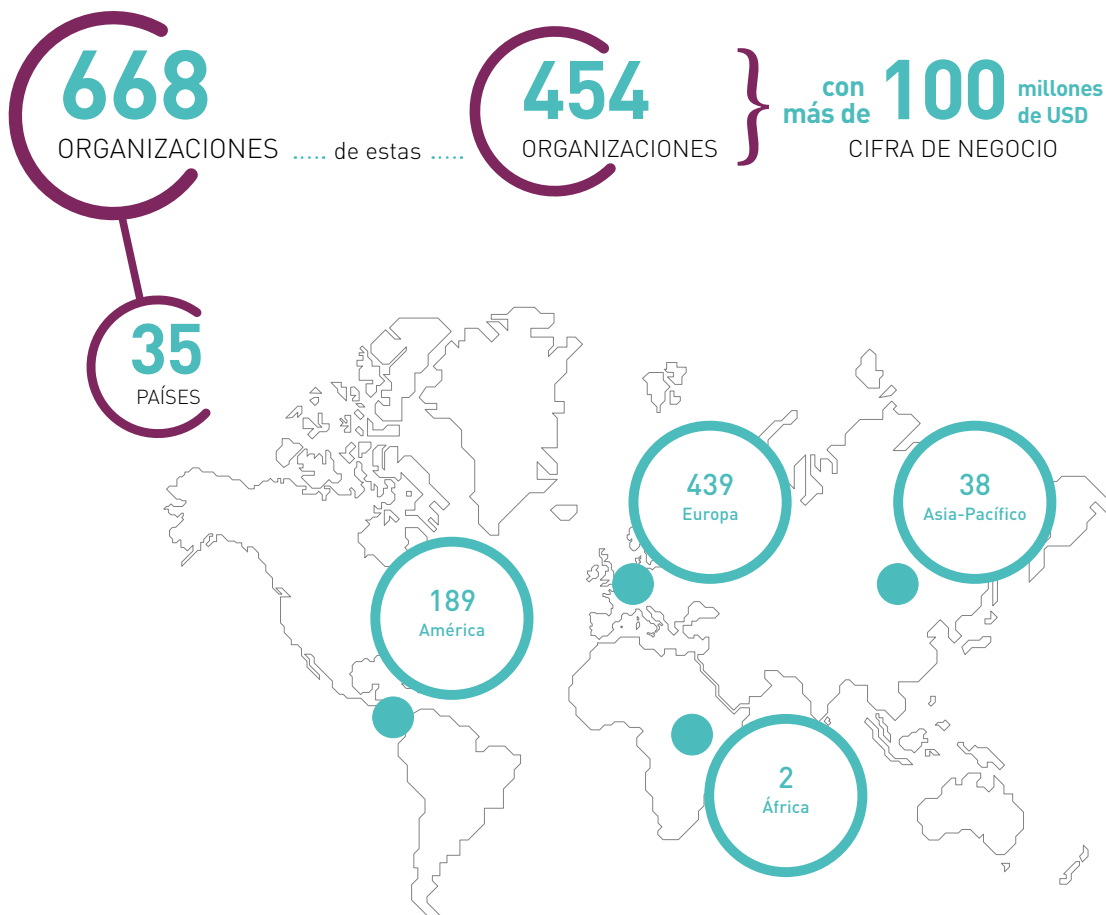 668
ORGANIZACIONES ..... de estas .....
454
ORGANIZACIONES
}
con más de 100 millones de USD
CIFRA DE NEGOCIO
35
PAÍSES
439
Europa
38
Asia-Pacífico
189
América
2
África